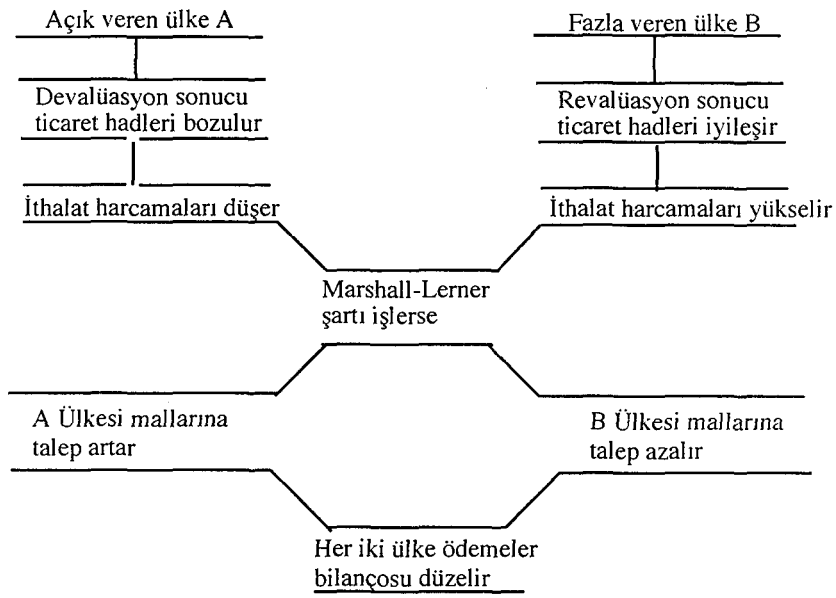 Açık veren ülke A
Fazla veren ülke B
Devalüasyon sonucu
ticaret hadleri bozulur
Revalüasyon sonucu
ticaret hadleri iyileşir
İthalat harcamaları düşer
İthalat harcamaları yükselir
Marshall-Lerner
şartı işlerse
A Ülkesi mallarına
talep artar
B Ülkesi mallarına
talep azalır
Her iki ülke ödemeler
bilançosu düzelir